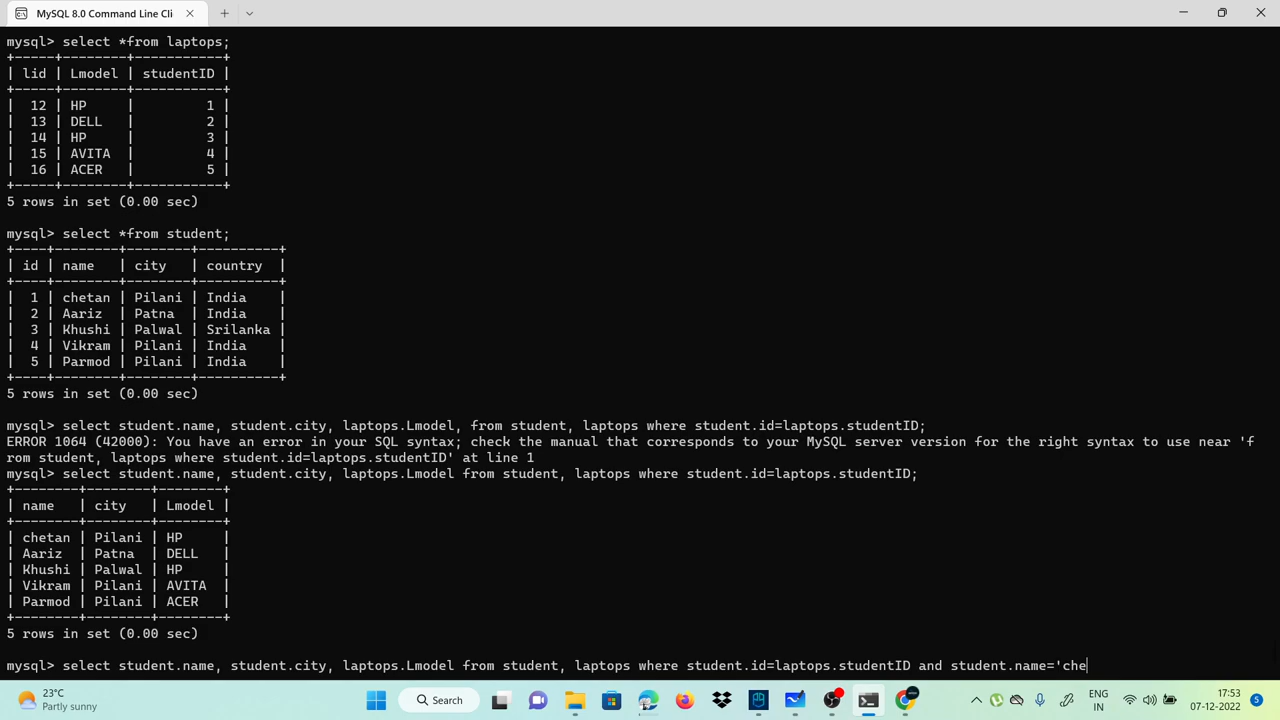 MySQL 8.0 Command Line Cli
mysql> select *from laptops;
+-----+--------+-----------+
| lid | Lmodel | studentID |
+-----+--------+-----------+
|  12 | HP     |         1 |
|  13 | DELL   |         2 |
|  14 | HP     |         3 |
|  15 | AVITA  |         4 |
|  16 | ACER   |         5 |
+-----+--------+-----------+
5 rows in set (0.00 sec)
mysql> select *from student;
+----+--------+--------+----------+
| id | name   | city   | country  |
+----+--------+--------+----------+
|  1 | chetan | Pilani | India    |
|  2 | Aariz  | Patna  | India    |
|  3 | Khushi | Palwal | Srilanka |
|  4 | Vikram | Pilani | India    |
|  5 | Parmod | Pilani | India    |
+----+--------+--------+----------+
5 rows in set (0.00 sec)
mysql> select student.name, student.city, laptops.Lmodel, from student, laptops where student.id=laptops.studentID;
ERROR 1064 (42000): You have an error in your SQL syntax; check the manual that corresponds to your MySQL server version for the right syntax to use near 'f
rom student, laptops where student.id=laptops.studentID' at line 1
mysql> select student.name, student.city, laptops.Lmodel from student, laptops where student.id=laptops.studentID;
+--------+--------+--------+
| name   | city   | Lmodel |
+--------+--------+--------+
| chetan | Pilani | HP     |
| Aariz  | Patna  | DELL   |
| Khushi | Palwal | HP     |
| Vikram | Pilani | AVITA  |
| Parmod | Pilani | ACER   |
+--------+--------+--------+
5 rows in set (0.00 sec)
mysql> select student.name, student.city, laptops.Lmodel from student, laptops where student.id=laptops.studentID and student.name='che
23°C
Partly sunny
Search
ENG
IN
17:53
07-12-2022
5